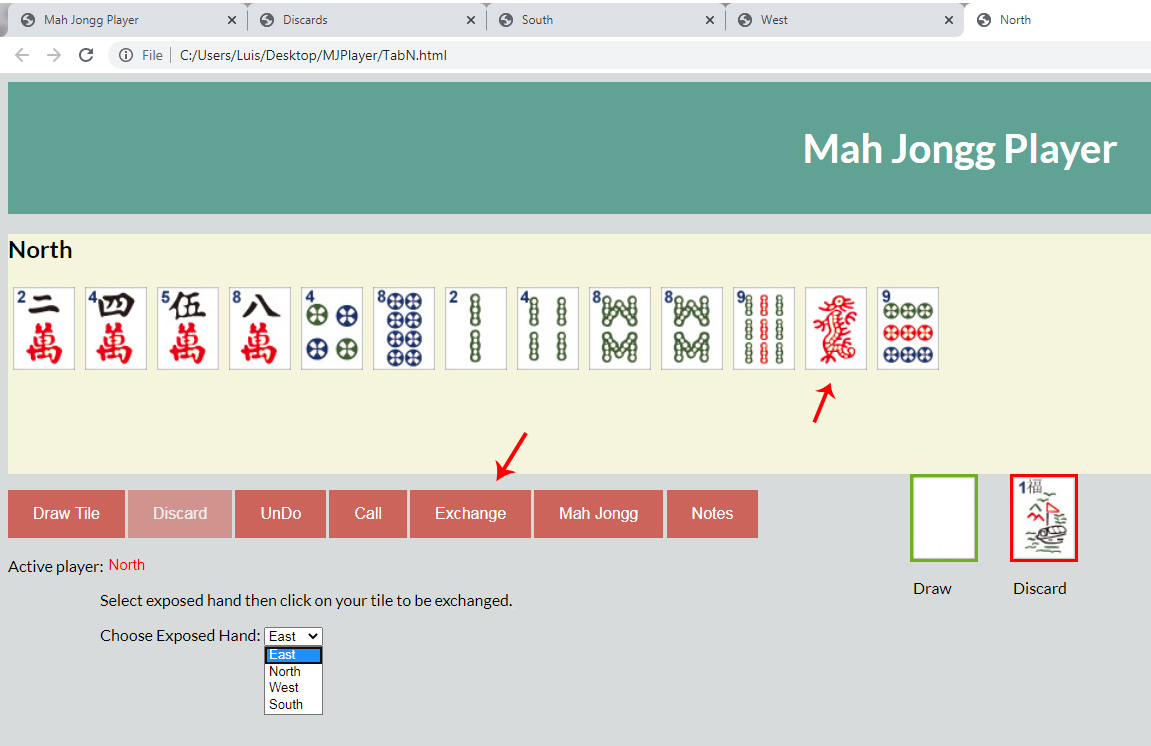 Mah Jongg Player Discards South West North
File C:/Users/Luis/Desktop/MJPlayer/TabN.html
Mah Jongg Player
North
2 4 5 8 4 8 2 4 8 8 9 9
二 四 伍 八
萬 萬 萬 萬
Draw Tile Discard UnDo Call Exchange Mah Jongg Notes
1 福
Active player: North
Draw Discard
Select exposed hand then click on your tile to be exchanged.
Choose Exposed Hand: East
East
North
West
South